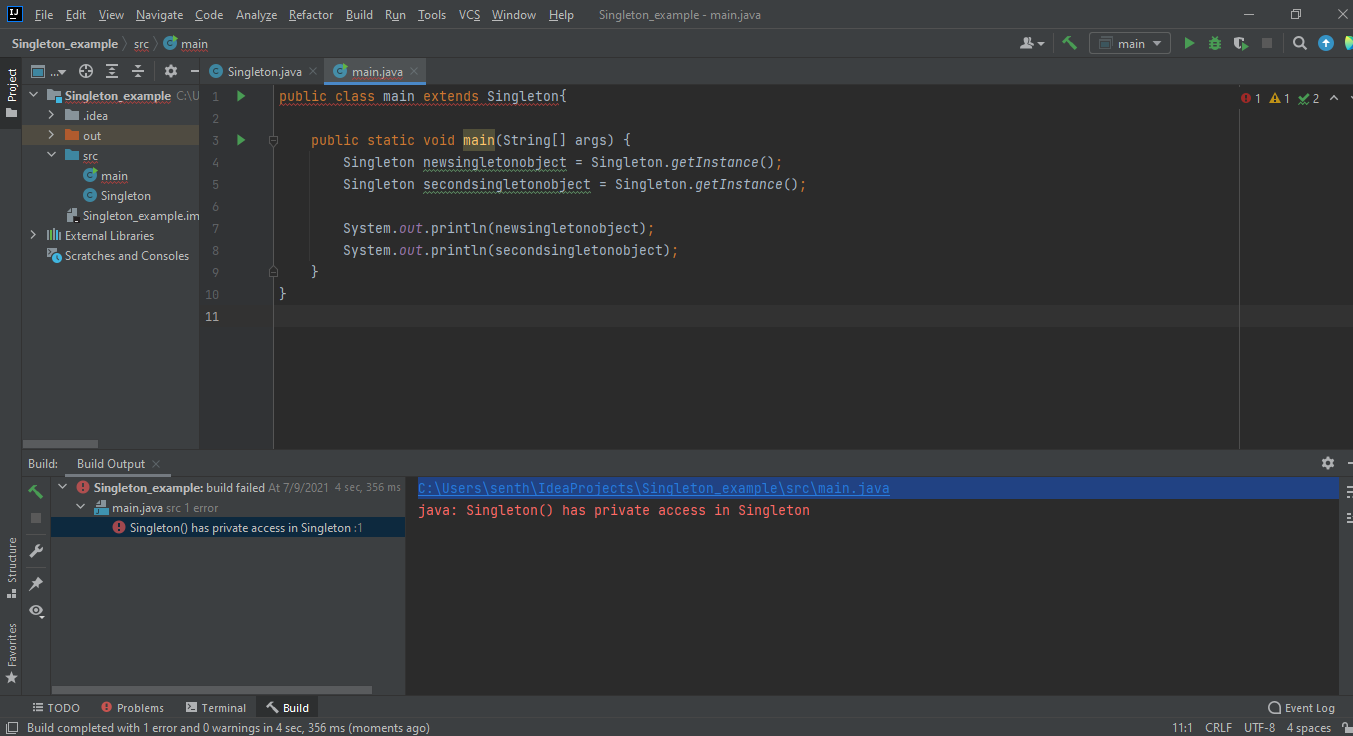 File Edit View Navigate Code Analyze Refactor Build Run Tools VCS Window Help Singleton_example - main.java
Singleton_example src main main
Project
... Singleton.java main.java
Singleton_example C:\U
.idea
out
src
main
Singleton
Singleton_example.im
External Libraries
Scratches and Consoles
1 public class main extends Singleton{
2
3 public static void main(String[] args) {
4 Singleton newsingletonobject = Singleton.getInstance();
5 Singleton secondsingletonobject = Singleton.getInstance();
6
7 System.out.println(newsingletonobject);
8 System.out.println(secondsingletonobject);
9 }
10 }
11
1 1 2
Build: Build Output
Singleton_example: build failed At 7/9/2021 4 sec, 356 ms
main.java src 1 error
Singleton() has private access in Singleton :1
C:\Users\senth\IdeaProjects\Singleton_example\src\main.java
java: Singleton() has private access in Singleton
Structure
Favorites
TODO Problems Terminal Build Event Log
Build completed with 1 error and 0 warnings in 4 sec, 356 ms (moments ago) 11:1 CRLF UTF-8 4 spaces